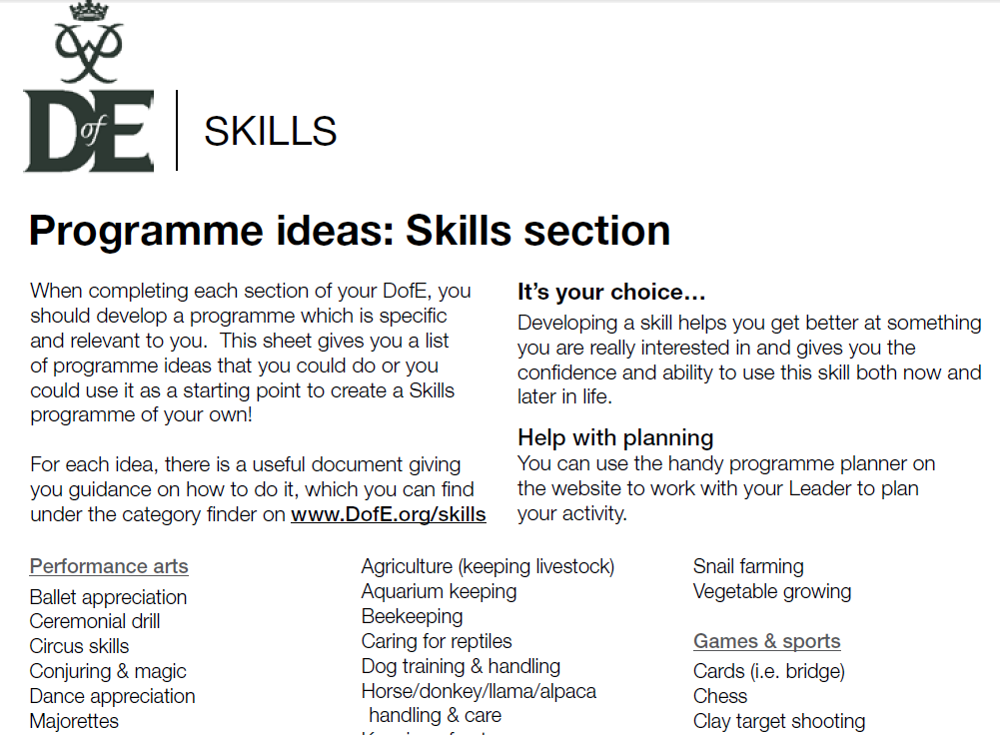 DofE
SKILLS
Programme ideas: Skills section
When completing each section of your DofE, you
should develop a programme which is specific
and relevant to you.  This sheet gives you a list
of programme ideas that you could do or you
could use it as a starting point to create a Skills
programme of your own!
For each idea, there is a useful document giving
you guidance on how to do it, which you can find
under the category finder on www.DofE.org/skills
It’s your choice…
Developing a skill helps you get better at something
you are really interested in and gives you the
confidence and ability to use this skill both now and
later in life.
Help with planning
You can use the handy programme planner on
the website to work with your Leader to plan
your activity.
Performance arts
Ballet appreciation
Ceremonial drill
Circus skills
Conjuring & magic
Dance appreciation
Majorettes
Agriculture (keeping livestock)
Aquarium keeping
Beekeeping
Caring for reptiles
Dog training & handling
Horse/donkey/llama/alpaca
handling & care
Snail farming
Vegetable growing
Games & sports
Cards (i.e. bridge)
Chess
Clay target shooting